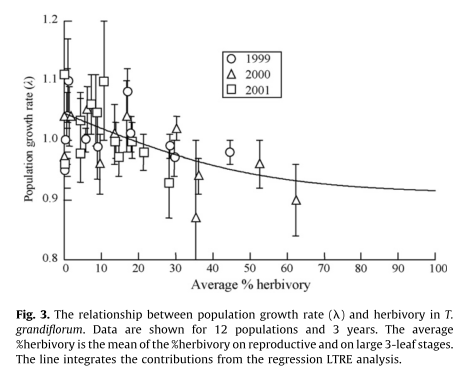 1.2
1.1
1.0
0.9
0.8
Population growth rate (λ)
1999
2000
2001
0 10 20 30 40 50 60 70 80 90 100
Average % herbivory
Fig. 3. The relationship between population growth rate (λ) and herbivory in T.
grandiflorum. Data are shown for 12 populations and 3 years. The average
%herbivory is the mean of the %herbivory on reproductive and on large 3-leaf stages.
The line integrates the contributions from the regression LTRE analysis.